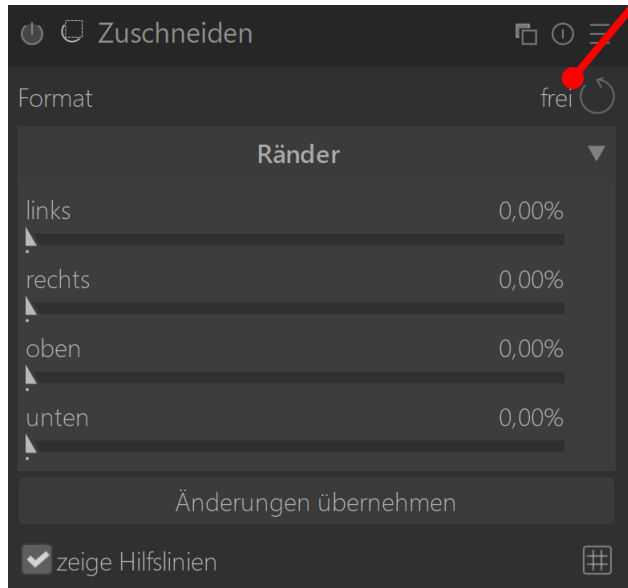 Zuschneiden
Format frei
Ränder
links 0,00%
rechts 0,00%
oben 0,00%
unten 0,00%
Änderungen übernehmen
zeige Hilfslinien